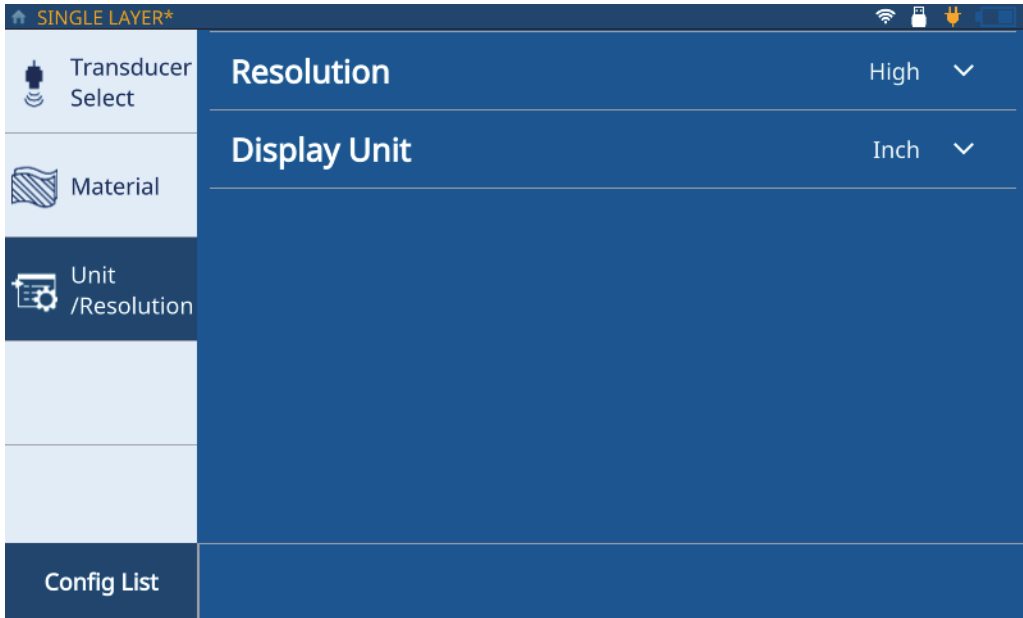 SINGLE LAYER*
Transducer
Select
Material
Unit
/Resolution
Config List
Resolution High
Display Unit Inch